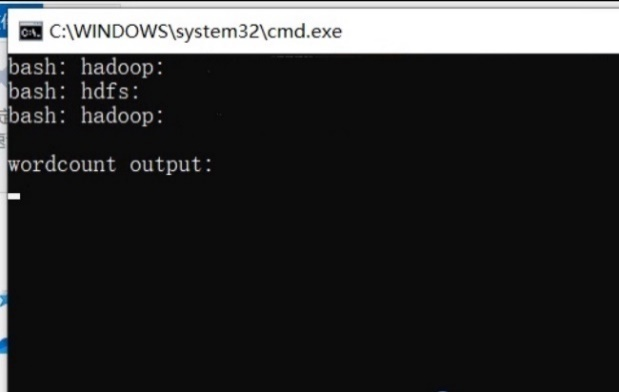 C:\WINDOWS\system32\cmd.exe
bash: hadoop:
bash: hdfs:
bash: hadoop:
wordcount output: